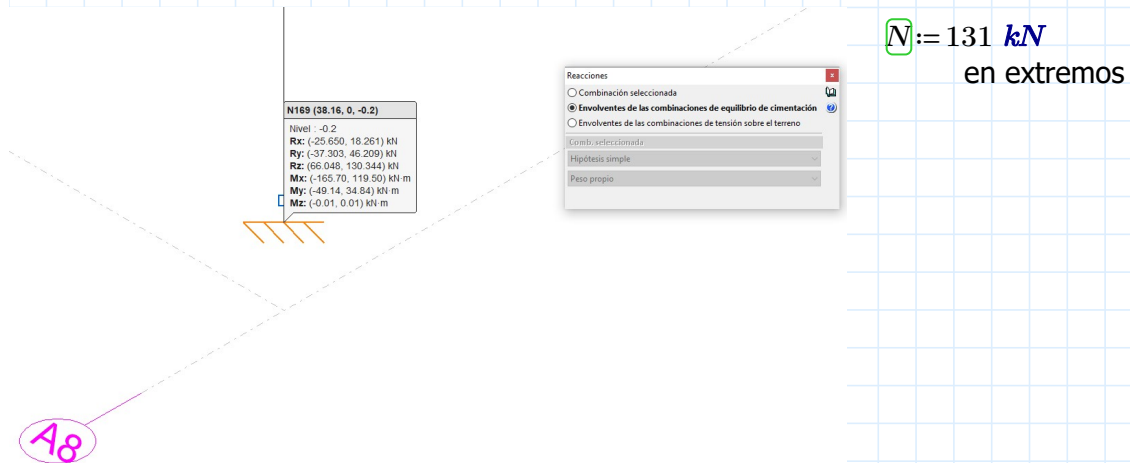 N169 (38.16, 0, -0.2)
Nivel : -0.2
Rx: (-25.650, 18.261) kN
Ry: (-37.303, 46.209) kN
Rz: (66.048, 130.344) kN
Mx: (-165.70, 119.50) kN·m
My: (-49.14, 34.84) kN·m
Mz: (-0.01, 0.01) kN·m
A8
Reacciones
Combinación seleccionada
Envolventes de las combinaciones de equilibrio de cimentación
Envolventes de las combinaciones de tensión sobre el terreno
Comb. seleccionada
Hipótesis simple
Peso propio
N:=131 kN
en extremos